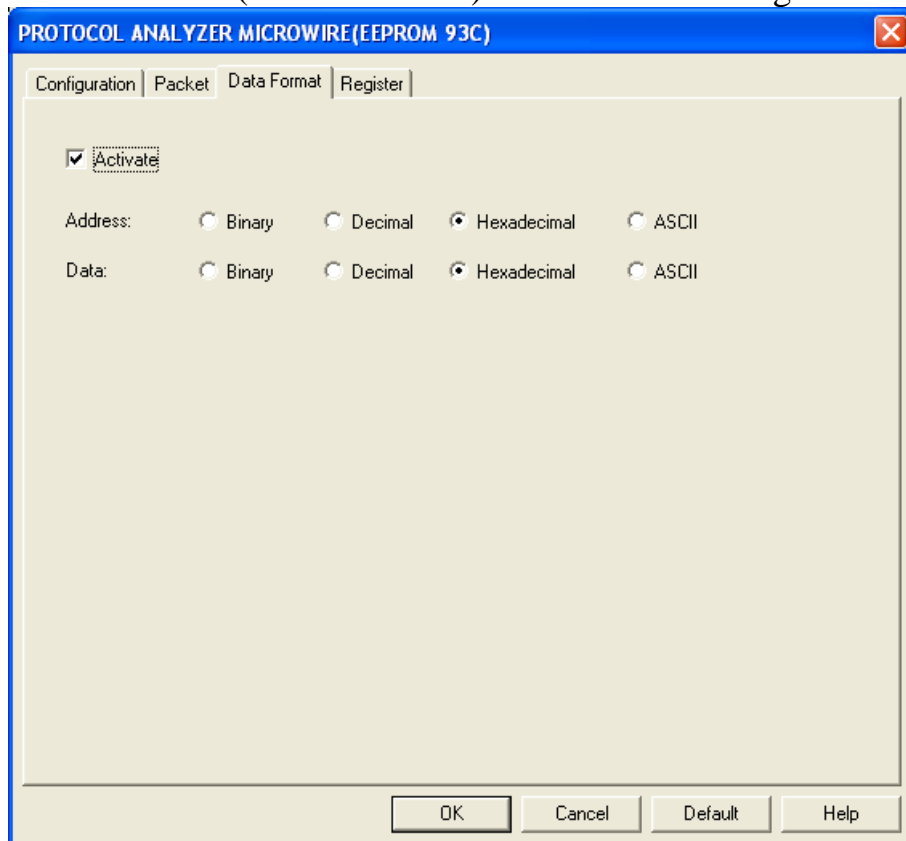 PROTOCOL ANALYZER MICROWIRE(EEPROM 93C)
Configuration Packet Data Format Register
Activate
Address: Binary Decimal Hexadecimal ASCII
Data: Binary Decimal Hexadecimal ASCII
OK Cancel Default Help